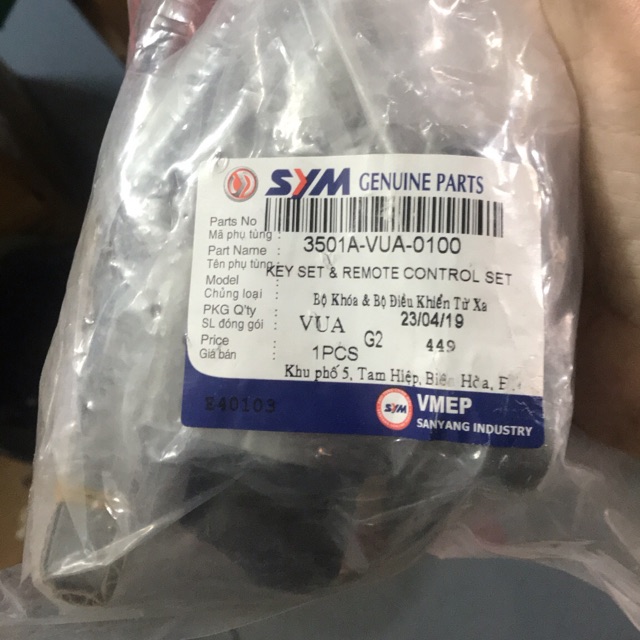 SYM GENUINE PARTS
Parts No
Mã phụ tùng :
3501A-VUA-0100
Part Name :
Tên phụ tùng :
KEY SET & REMOTE CONTROL SET
Model
Chủng loại :
Bộ Khóa & Bộ Điều Khiển Từ Xa
PKG Q'ty
SL đóng gói :
VUA
G2
23/04/19
449
Price
Giá bán :
1PCS
Khu phố 5, Tam Hiệp, Biên Hòa,
E40103
SYM
VMEP
SANYANG INDUSTRY